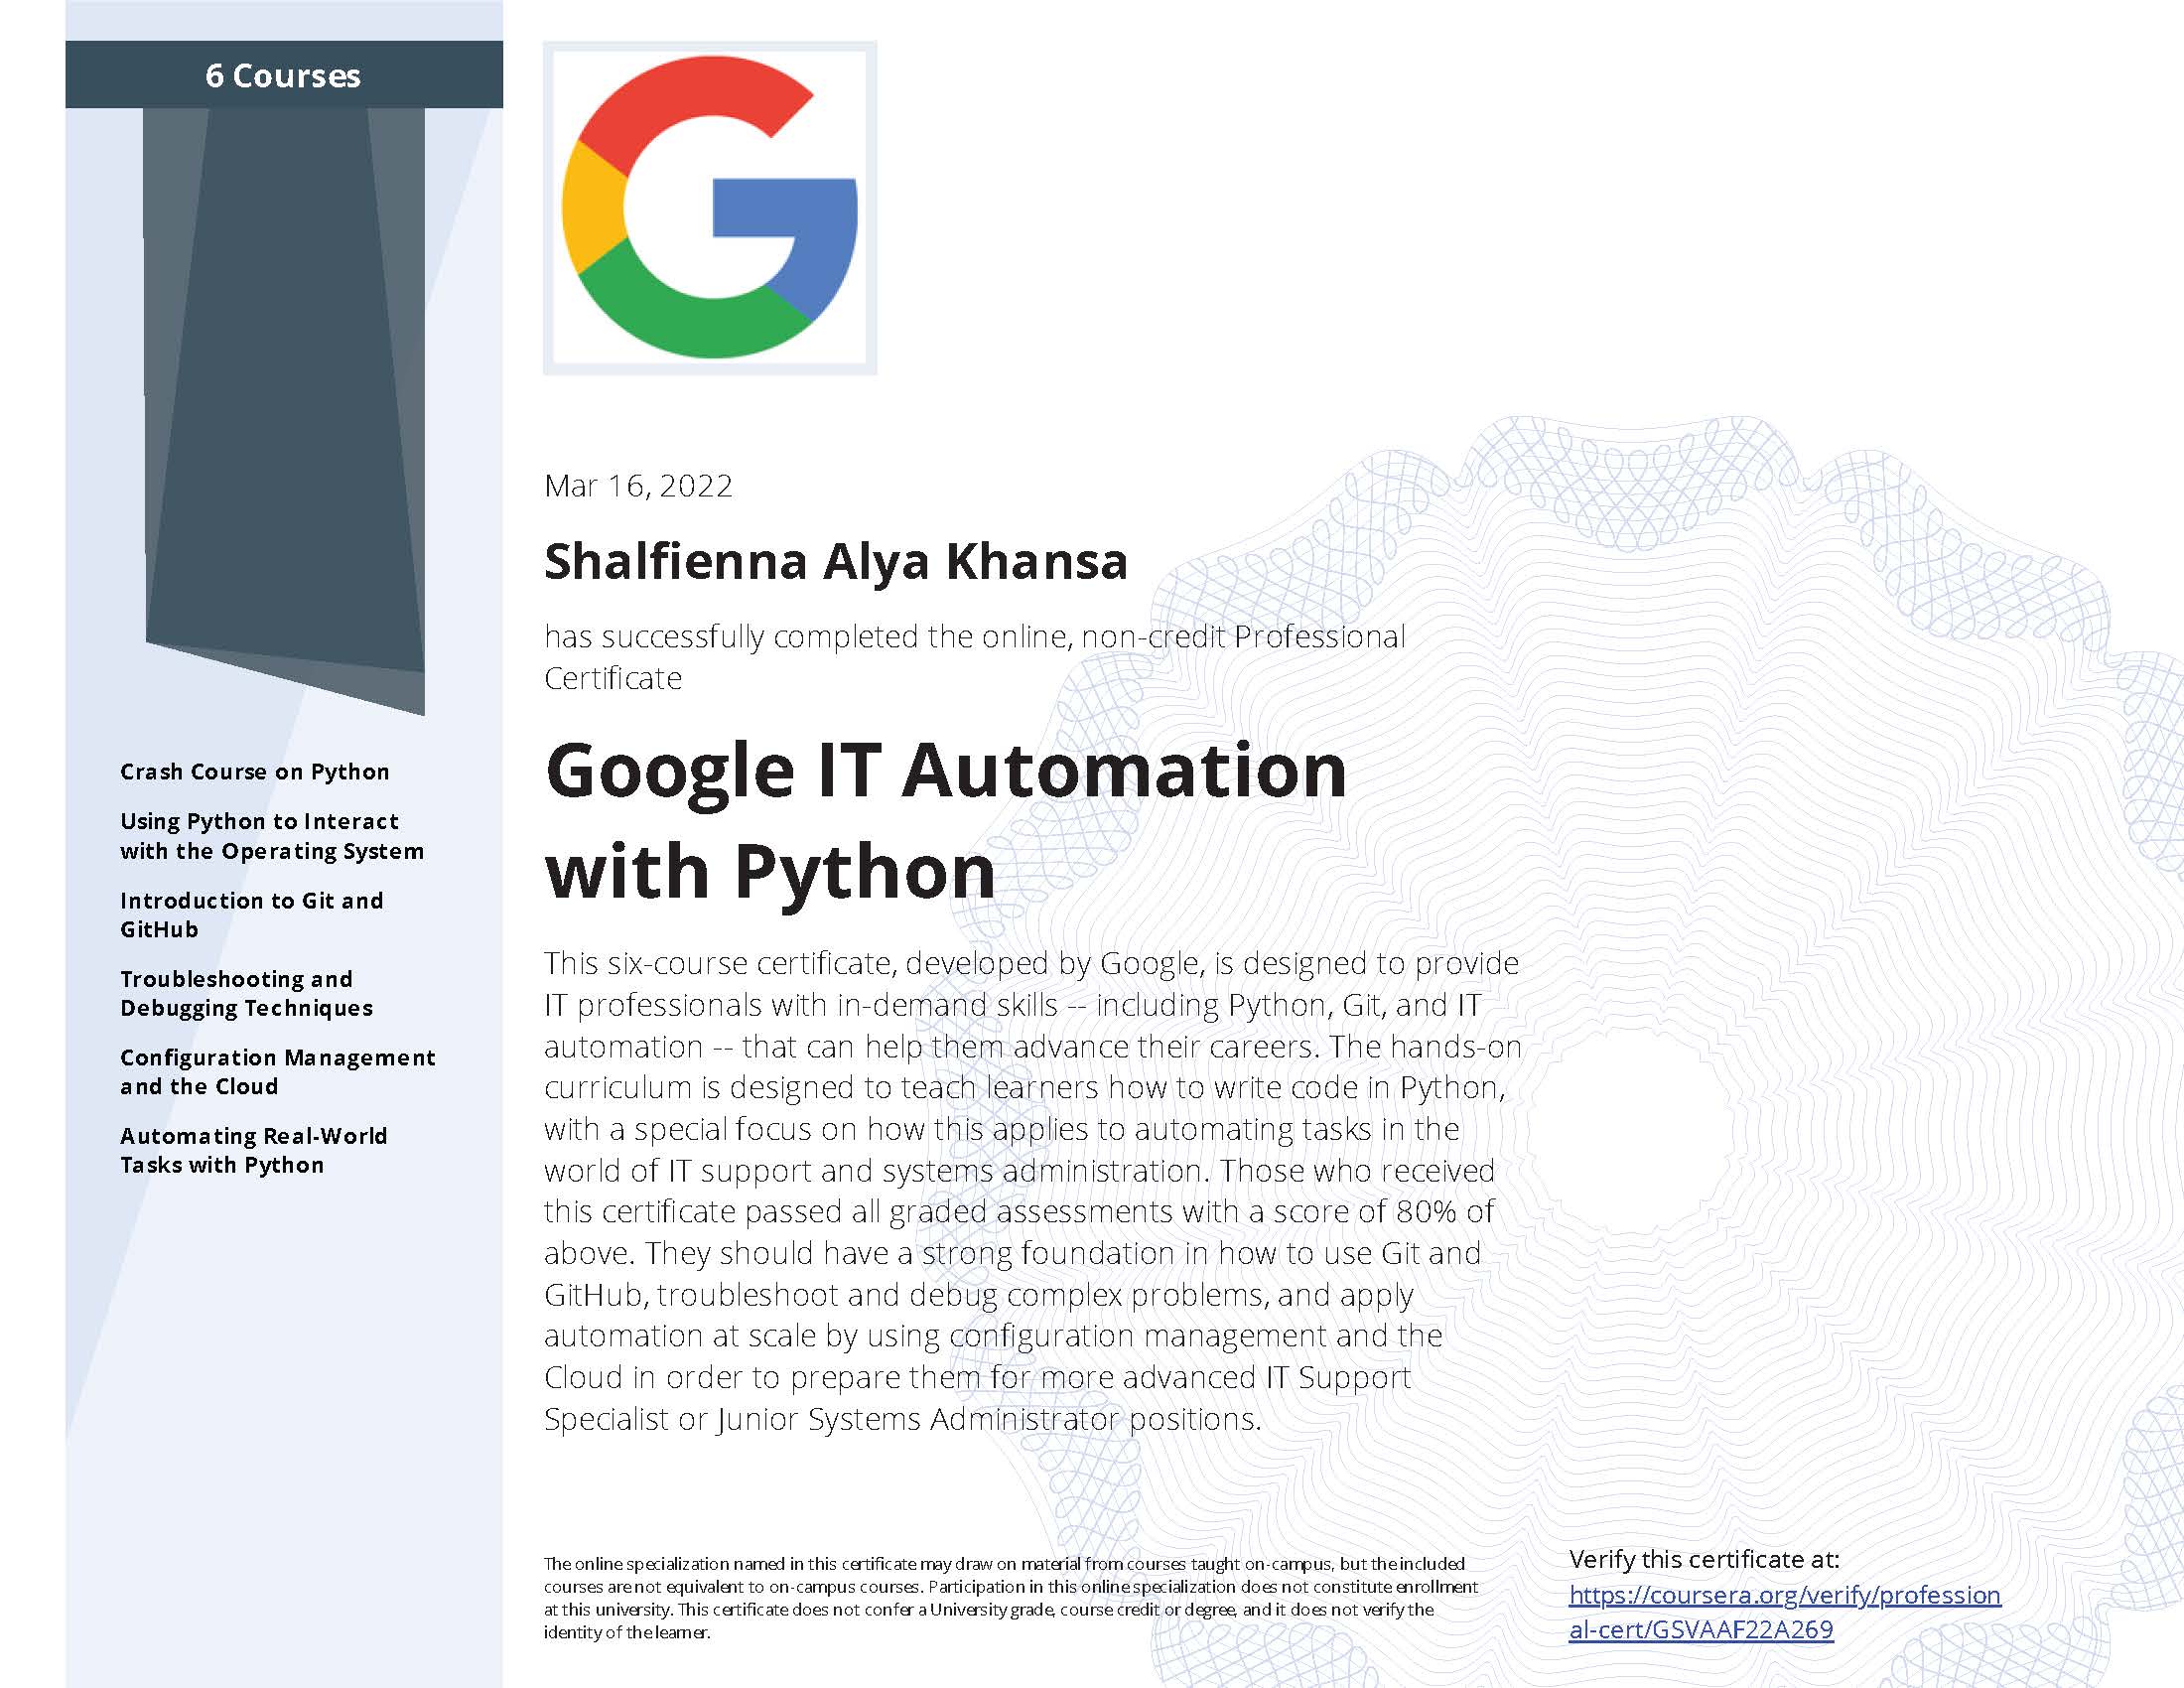 6 Courses
Crash Course on Python
Using Python to Interact
with the Operating System
Introduction to Git and
GitHub
Troubleshooting and
Debugging Techniques
Configuration Management
and the Cloud
Automating Real-World
Tasks with Python
Mar 16, 2022
Shalfienna Alya Khansa
has successfully completed the online, non-credit Professional
Certificate
Google IT Automation
with Python
This six-course certificate, developed by Google, is designed to provide
IT professionals with in-demand skills -- including Python, Git, and IT
automation -- that can help them advance their careers. The hands-on
curriculum is designed to teach learners how to write code in Python,
with a special focus on how this applies to automating tasks in the
world of IT support and systems administration. Those who received
this certificate passed all graded assessments with a score of 80% of
above. They should have a strong foundation in how to use Git and
GitHub, troubleshoot and debug complex problems, and apply
automation at scale by using configuration management and the
Cloud in order to prepare them for more advanced IT Support
Specialist or Junior Systems Administrator positions.
The online specialization named in this certificate may draw on material from courses taught on-campus, but the included
courses are not equivalent to on-campus courses. Participation in this online specialization does not constitute enrollment
at this university. This certificate does not confer a University grade, course credit or degree, and it does not verify the
identity of the learner.
Verify this certificate at:
https://coursera.org/verify/profession
al-cert/GSVAAF22A269